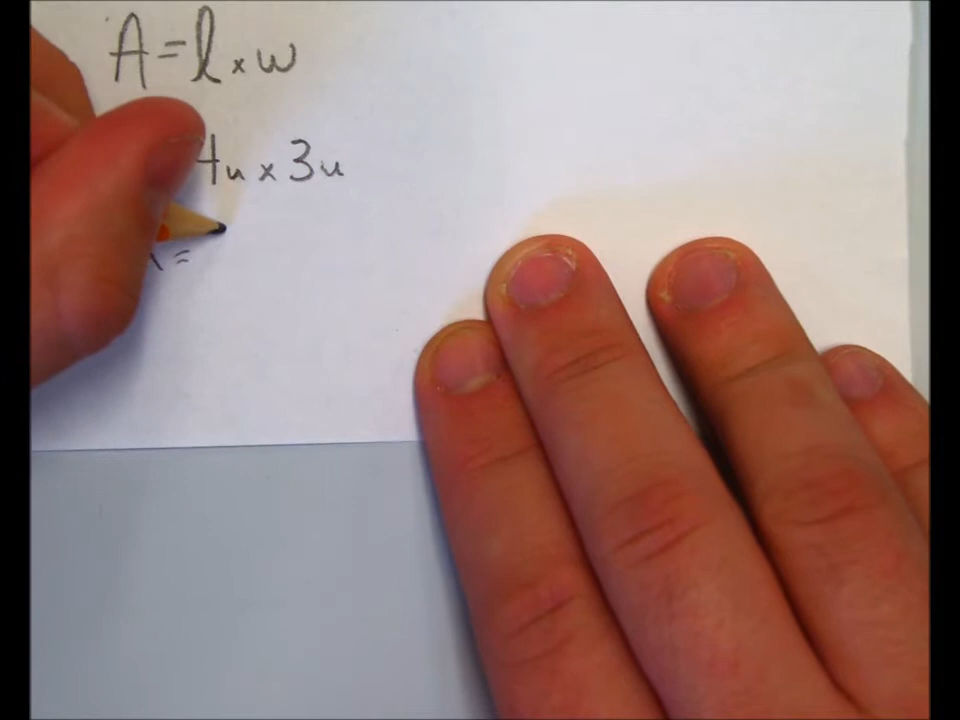 A = l × w
4u × 3u
=